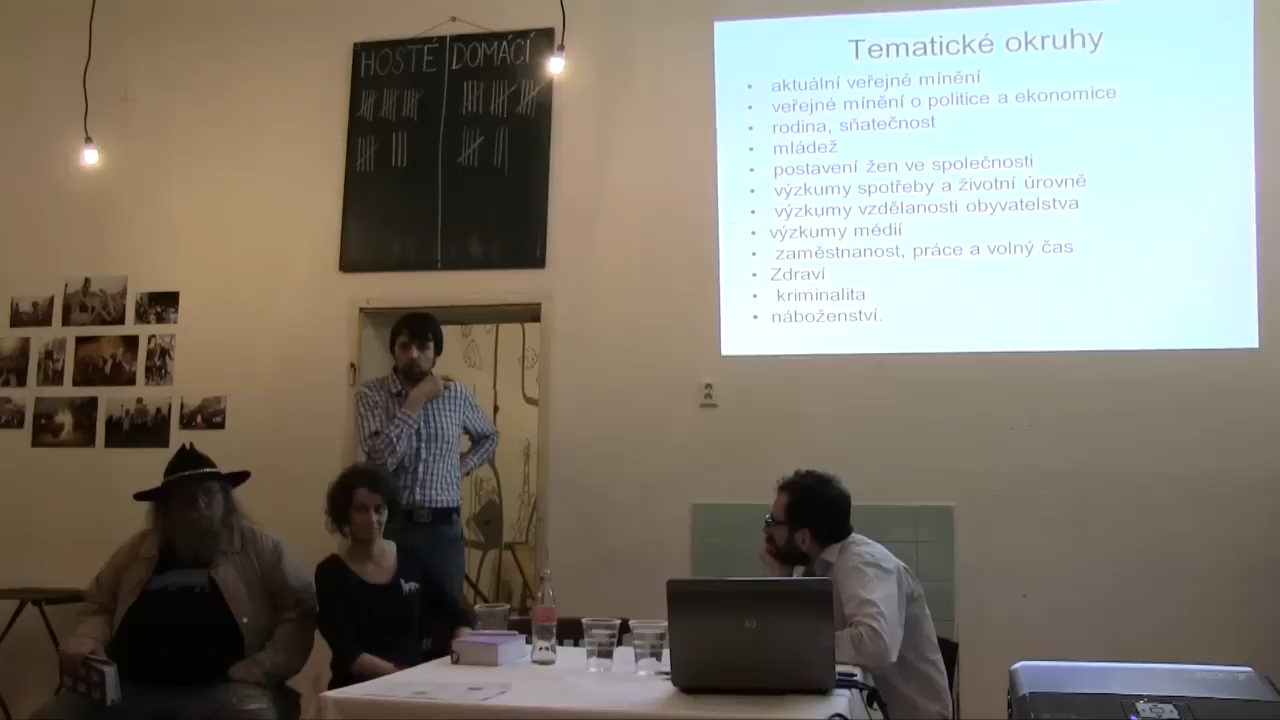 HOSTÉ DOMÁCÍ
Tematické okruhy
• aktuální veřejné mínění
• veřejné mínění o politice a ekonomice
• rodina, sňatečnost
• mládež
• postavení žen ve společnosti
• výzkumy spotřeby a životní úrovně
• výzkumy vzdělanosti obyvatelstva
• výzkumy médií
• zaměstnanost, práce a volný čas
• Zdraví
• kriminalita
• náboženství.
hp